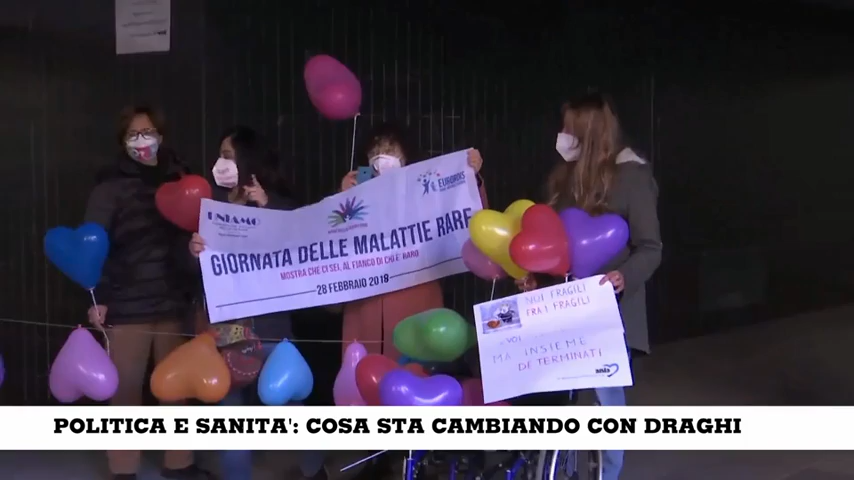 UNIAMO
EURORDIS
GIORNATA DELLE MALATTIE RARE
MOSTRA CHE CI SEI, AL FIANCO DI CHI È RARO
28 FEBBRAIO 2018
NOI FRAGILI
FRA I FRAGILI
VOI
MA INSIEME
DETERMINATI
POLITICA E SANITA': COSA STA CAMBIANDO CON DRAGHI